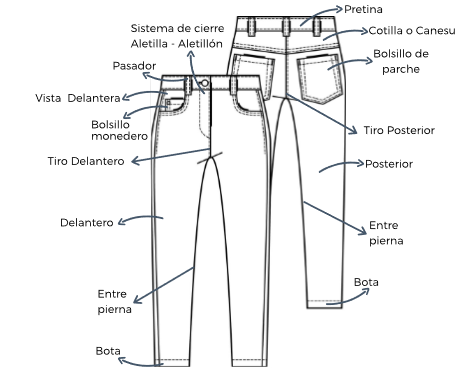 Pretina
Sistema de cierre
Aletilla - Aletillón
Cotilla o Canesu
Bolsillo de
parche
Pasador
Vista Delantera
Bolsillo
monedero
Tiro Posterior
Tiro Delantero
Posterior
Delantero
Entre
pierna
Entre
pierna
Bota
Bota